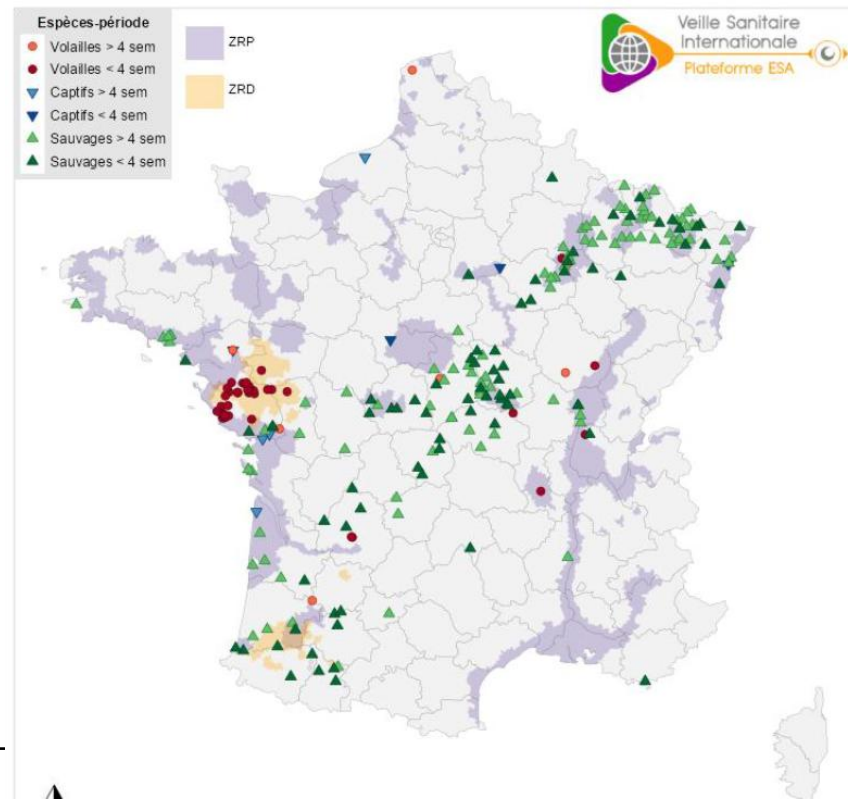 Espèces-période
Volailles > 4 sem
Volailles < 4 sem
Captifs > 4 sem
Captifs < 4 sem
Sauvages > 4 sem
Sauvages < 4 sem
ZRP
ZRD
Veille Sanitaire
Internationale
Plateforme ESA